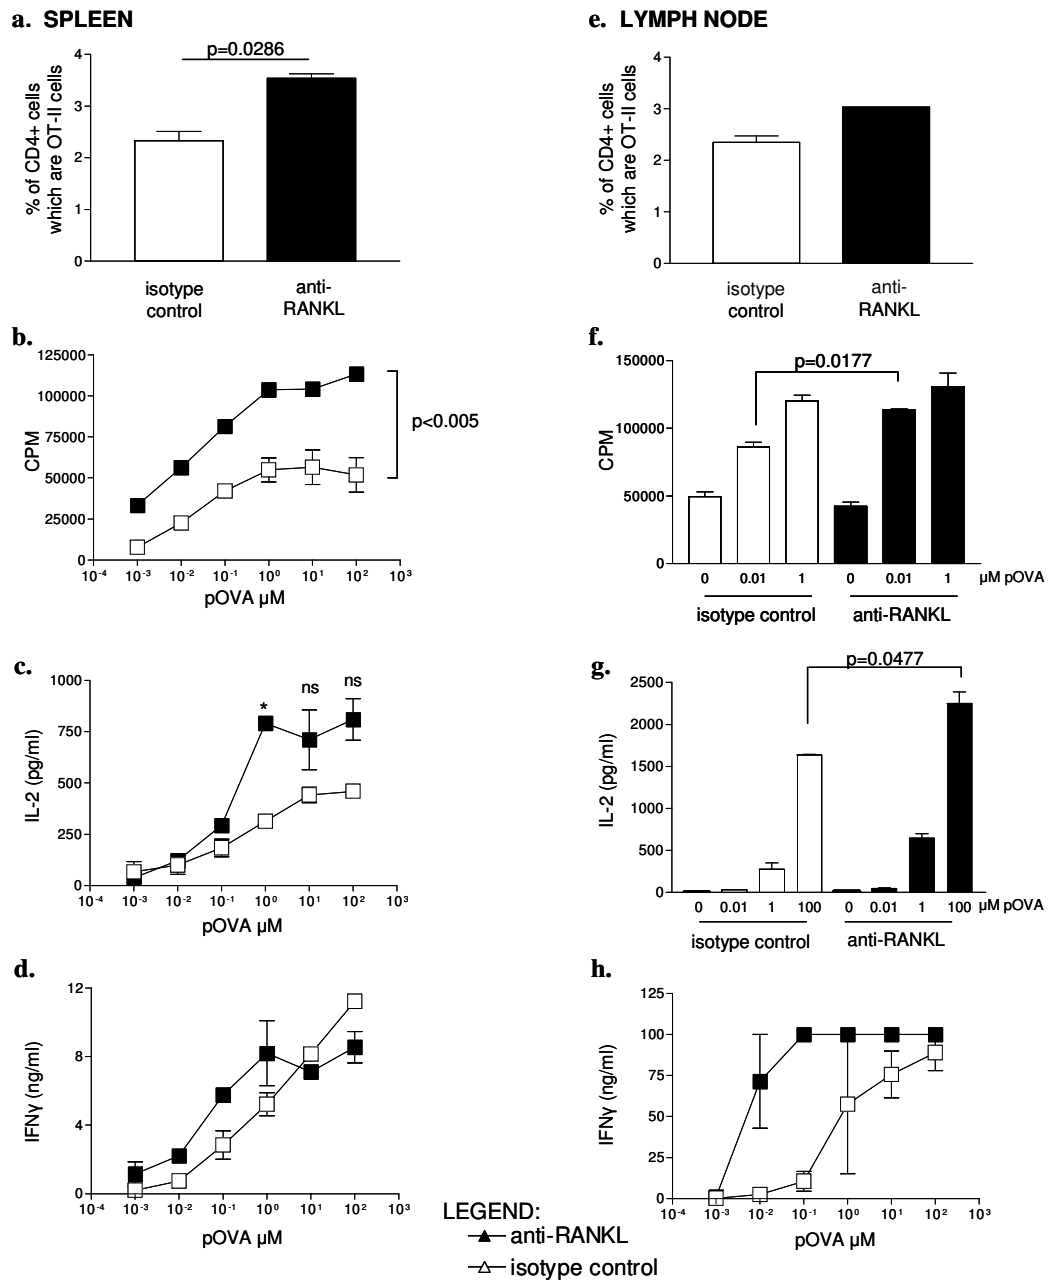 a. SPLEEN
p=0.0286
4
3
2
1
0
% of CD4+ cells
which are OT-II cells
isotype
control
anti-
RANKL
e. LYMPH NODE
4
3
2
1
0
% of CD4+ cells
which are OT-II cells
isotype
control
anti-
RANKL
b.
125000
100000
75000
50000
25000
0
CPM
p<0.005
10-4 10-3 10-2 10-1 100 101 102 103
pOVA µM
f.
150000
100000
50000
0
CPM
p=0.0177
0 0.01 1 0 0.01 1 µM pOVA
isotype control anti-RANKL
c.
1000
750
500
250
0
IL-2 (pg/ml)
* ns ns
10-4 10-3 10-2 10-1 100 101 102 103
pOVA µM
g.
p=0.0477
2500
2000
1500
1000
500
0
IL-2 (pg/ml)
0 0.01 1 100 0 0.01 1 100 µM pOVA
isotype control anti-RANKL
d.
12
8
4
0
IFNγ (ng/ml)
10-4 10-3 10-2 10-1 100 101 102 103
pOVA µM
h.
125
100
75
50
25
0
IFNγ (ng/ml)
10-4 10-3 10-2 10-1 100 101 102 103
pOVA µM
LEGEND:
anti-RANKL
isotype control